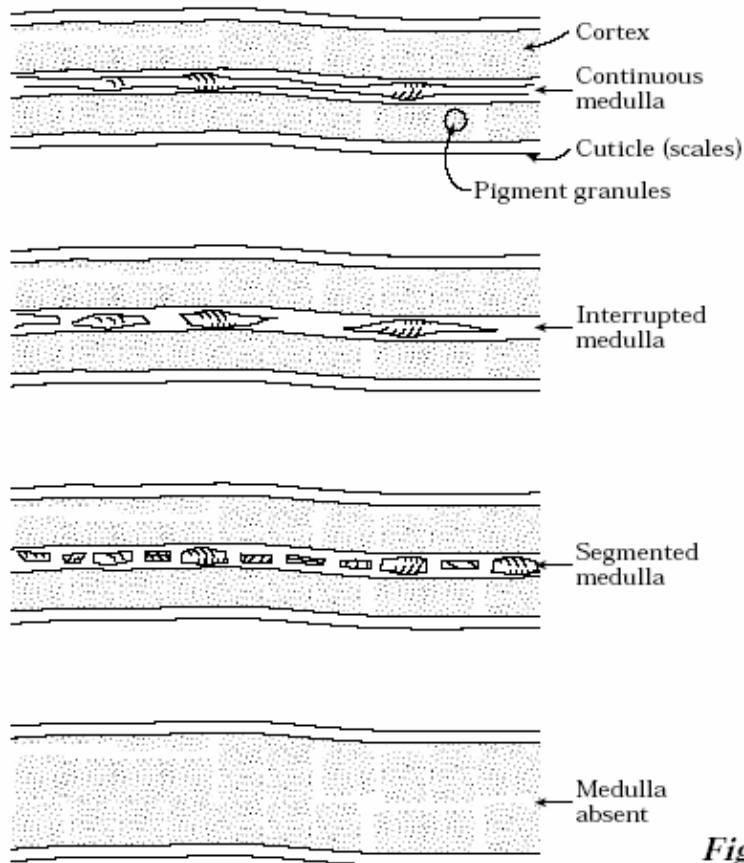 Cortex
Continuous
medulla
Cuticle (scales)
Pigment granules
Interrupted
medulla
Segmented
medulla
Medulla
absent